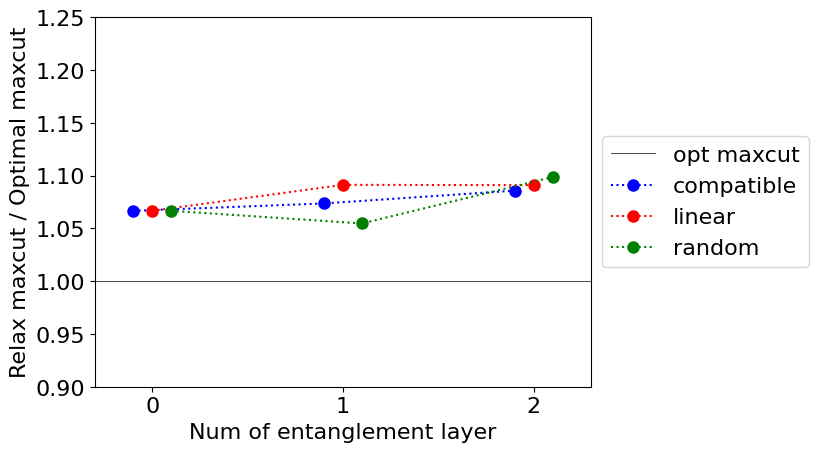 1.25
1.20
1.15
1.10
1.05
1.00
0.95
0.90
Relax maxcut / Optimal maxcut
0 1 2
Num of entanglement layer
opt maxcut
compatible
linear
random